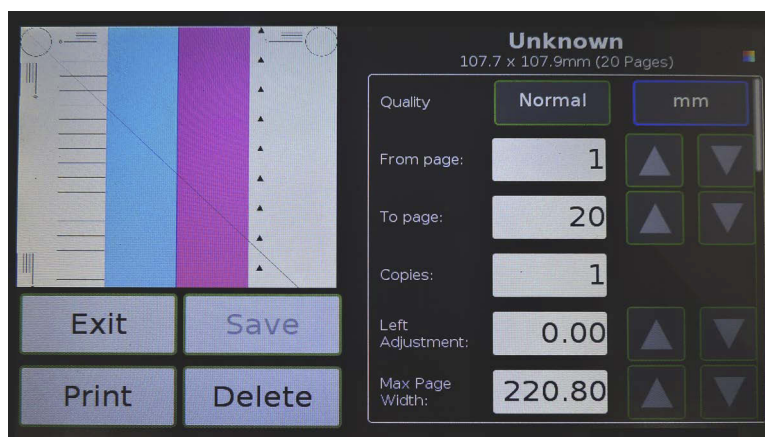 Unknown
107.7 x 107.9mm (20 Pages)
Quality
Normal
mm
From page:
1
To page:
20
Copies:
1
Left
Adjustment:
0.00
Max Page
Width:
220.80
Exit
Save
Print
Delete